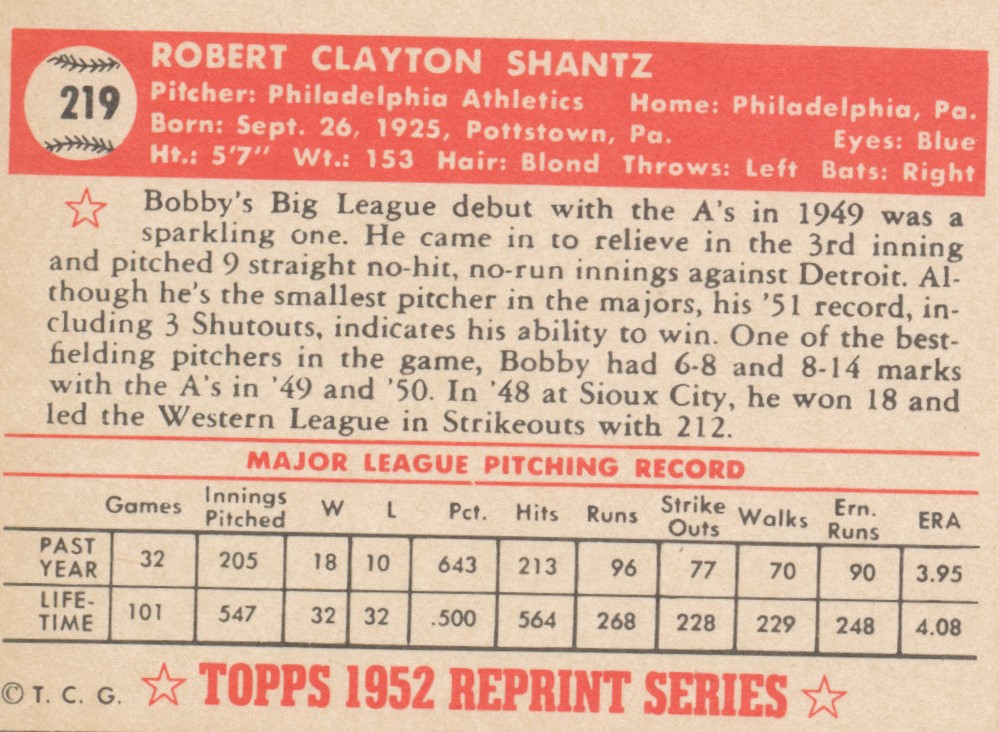 ROBERT CLAYTON SHANTZ
219
Pitcher: Philadelphia Athletics Home: Philadelphia, Pa.
Born: Sept. 26, 1925, Pottstown, Pa. Eyes: Blue
Ht.: 5'7" Wt.: 153 Hair: Blond Throws: Left Bats: Right
Bobby's Big League debut with the A's in 1949 was a
sparkling one. He came in to relieve in the 3rd inning
and pitched 9 straight no-hit, no-run innings against Detroit. Al-
though he's the smallest pitcher in the majors, his '51 record, in-
cluding 3 Shutouts, indicates his ability to win. One of the best-
fielding pitchers in the game, Bobby had 6-8 and 8-14 marks
with the A's in '49 and '50. In '48 at Sioux City, he won 18 and
led the Western League in Strikeouts with 212.
MAJOR LEAGUE PITCHING RECORD
Games Innings Pitched W L Pct. Hits Runs Strike Outs Walks Ern. Runs ERA
PAST YEAR 32 205 18 10 643 213 96 77 70 90 3.95
LIFE-TIME 101 547 32 32 .500 564 268 228 229 248 4.08
© T. C. G. TOPPS 1952 REPRINT SERIES